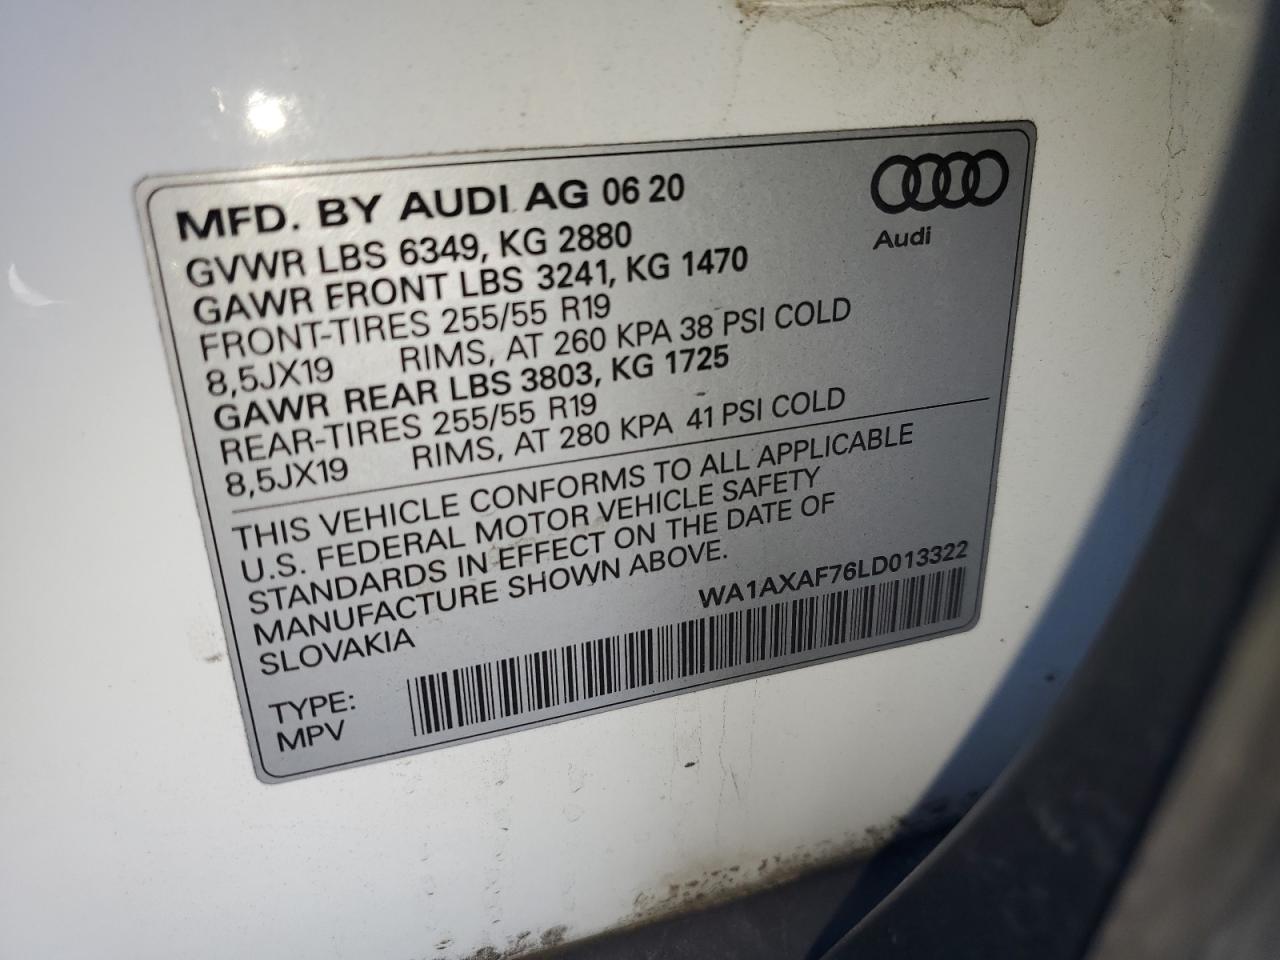 MFD. BY AUDI AG 06 20
Audi
GVWR LBS 6349, KG 2880
GAWR FRONT LBS 3241, KG 1470
FRONT-TIRES 255/55 R19
8,5JX19 RIMS, AT 260 KPA 38 PSI COLD
GAWR REAR LBS 3803, KG 1725
REAR-TIRES 255/55 R19
8,5JX19 RIMS, AT 280 KPA 41 PSI COLD
THIS VEHICLE CONFORMS TO ALL APPLICABLE
U.S. FEDERAL MOTOR VEHICLE SAFETY
STANDARDS IN EFFECT ON THE DATE OF
MANUFACTURE SHOWN ABOVE.
SLOVAKIA
WA1AXAF76LD013322
TYPE:
MPV